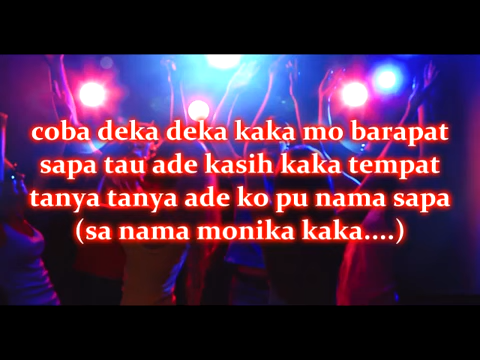 coba deka deka kaka mo barapat
sapa tau ade kasih kaka tempat
tanya tanya ade ko pu nama sapa
(sa nama monika kaka....)